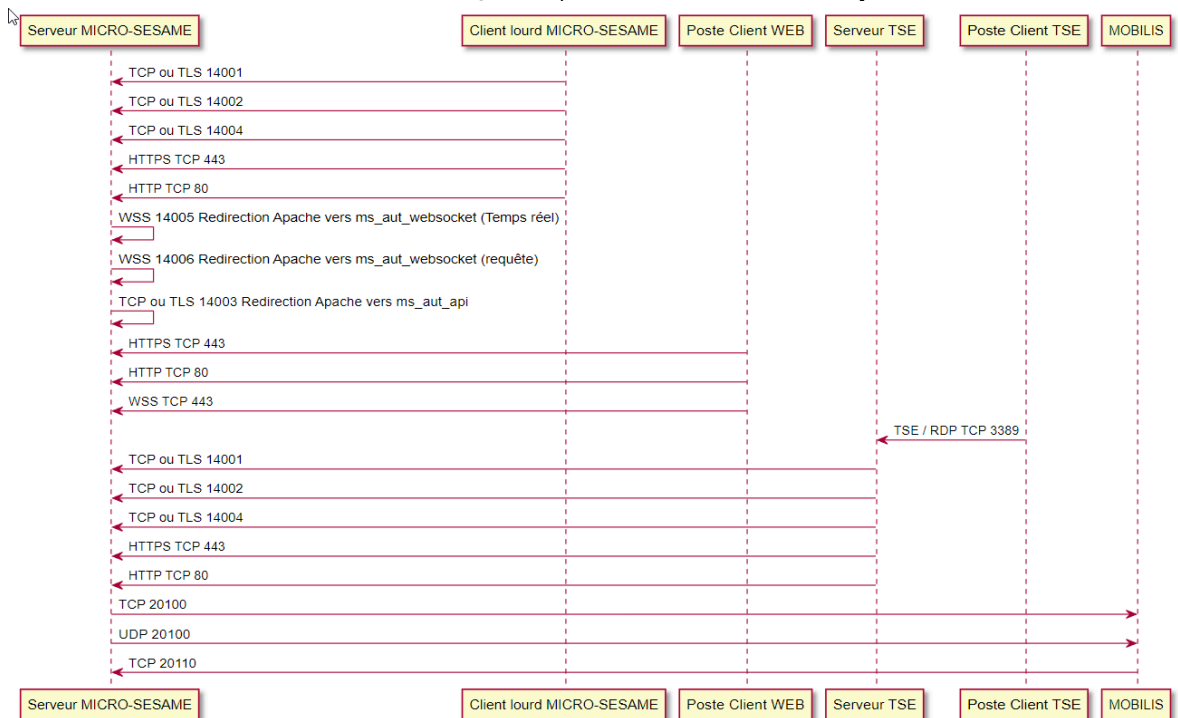 Serveur MICRO-SESAME
Client lourd MICRO-SESAME
Poste Client WEB
Serveur TSE
Poste Client TSE
MOBILIS
TCP ou TLS 14001
TCP ou TLS 14002
TCP ou TLS 14004
HTTPS TCP 443
HTTP TCP 80
WSS 14005 Redirection Apache vers ms_aut_websocket (Temps réel)
WSS 14006 Redirection Apache vers ms_aut_websocket (requête)
TCP ou TLS 14003 Redirection Apache vers ms_aut_api
HTTPS TCP 443
HTTP TCP 80
WSS TCP 443
TSE / RDP TCP 3389
TCP ou TLS 14001
TCP ou TLS 14002
TCP ou TLS 14004
HTTPS TCP 443
HTTP TCP 80
TCP 20100
UDP 20100
TCP 20110
Serveur MICRO-SESAME
Client lourd MICRO-SESAME
Poste Client WEB
Serveur TSE
Poste Client TSE
MOBILIS